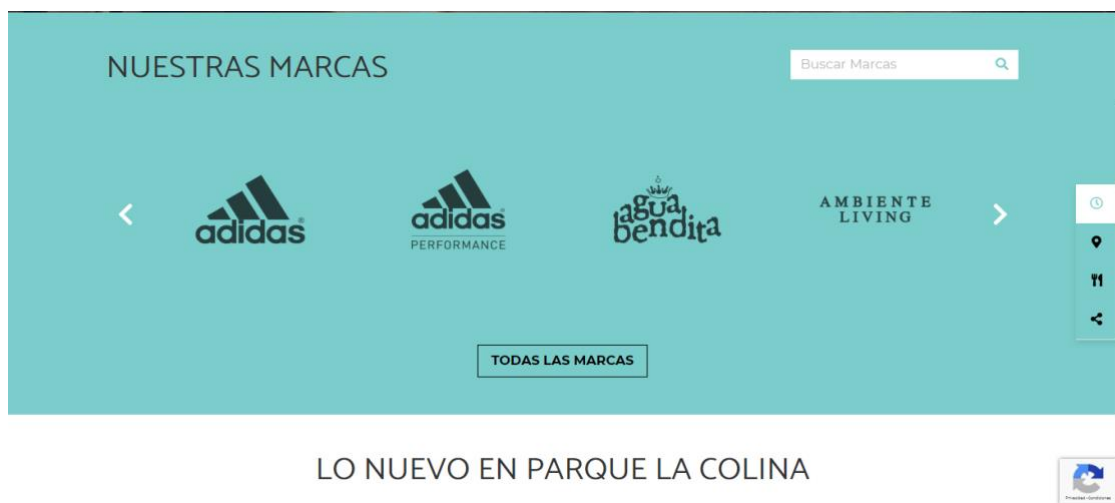 NUESTRAS MARCAS
Buscar Marcas
adidas
adidas
PERFORMANCE
agua
bendita
AMBIENTE
LIVING
TODAS LAS MARCAS
LO NUEVO EN PARQUE LA COLINA